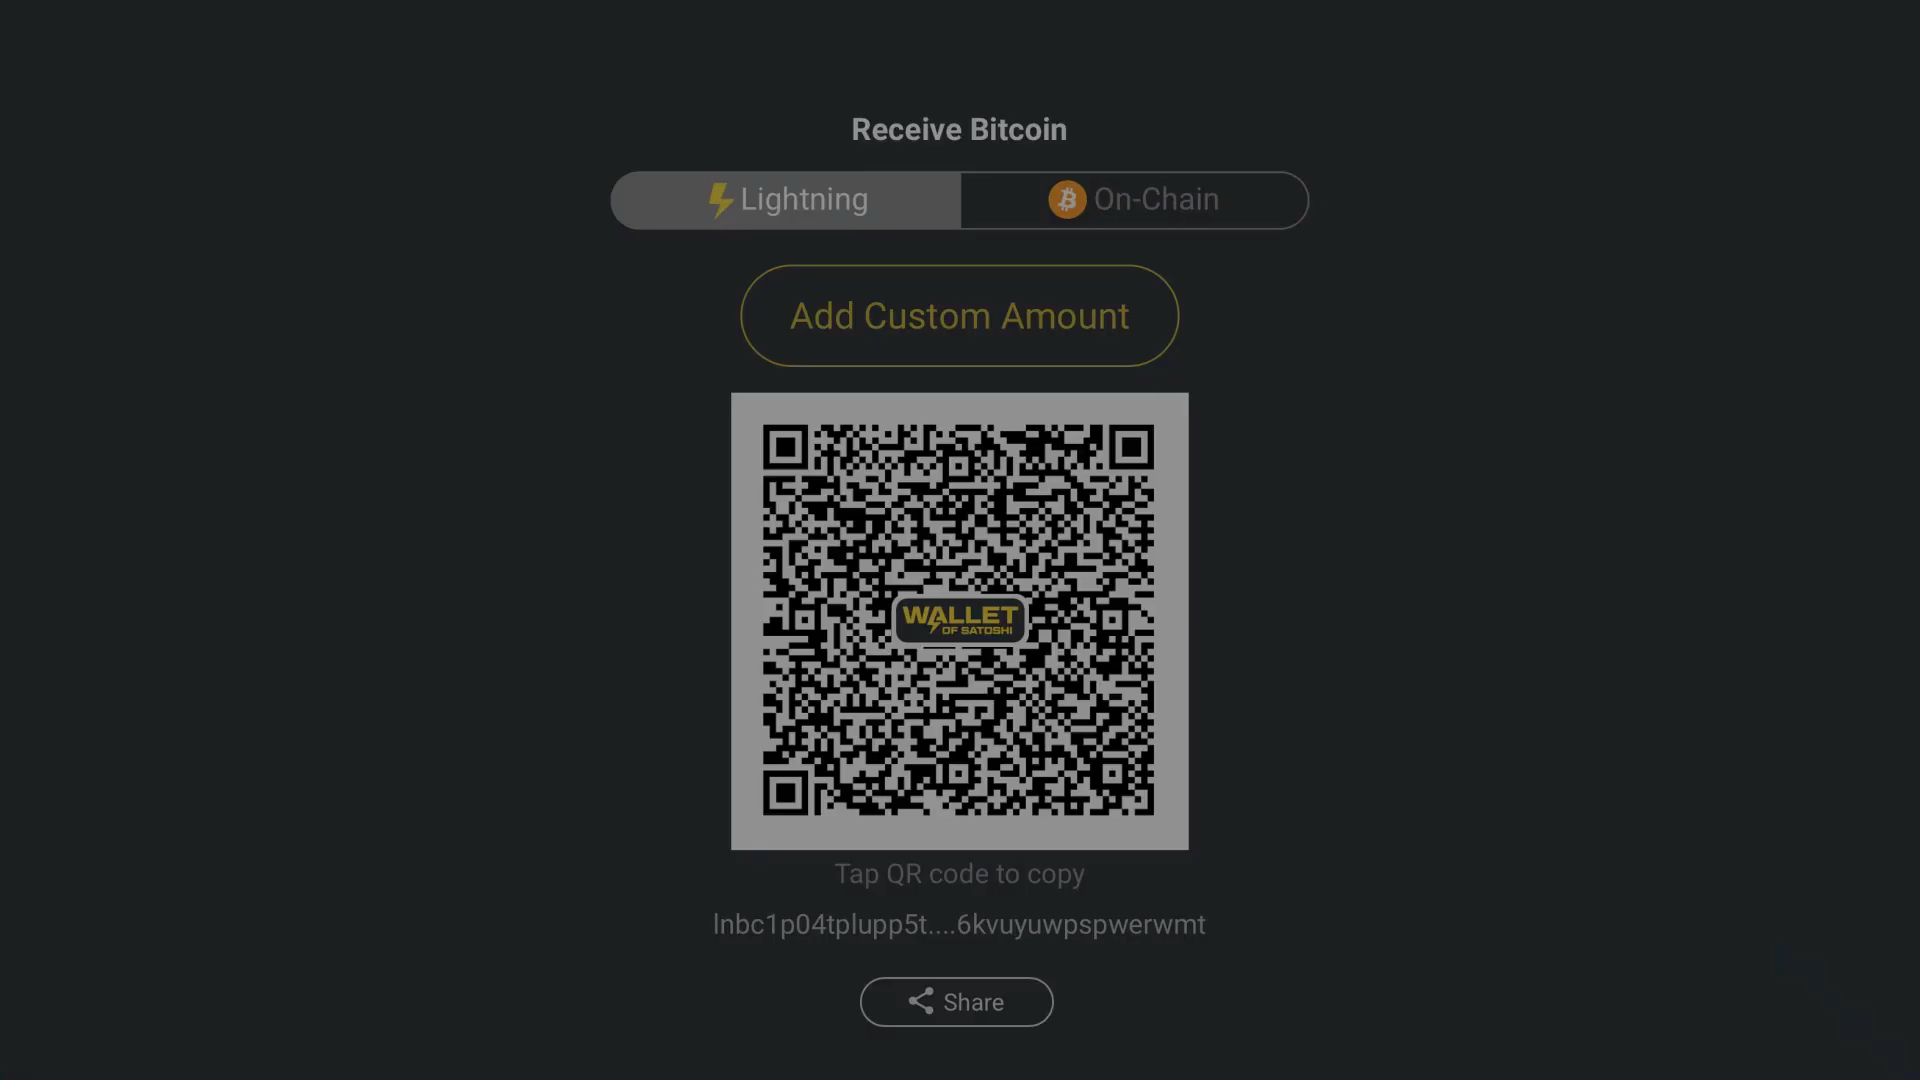 Receive Bitcoin
Lightning
On-Chain
Add Custom Amount
WALLET
OF SATOSHI
Tap QR code to copy
lnbc1p04tplupp5t....6kvuyuwpspwerwmt
Share